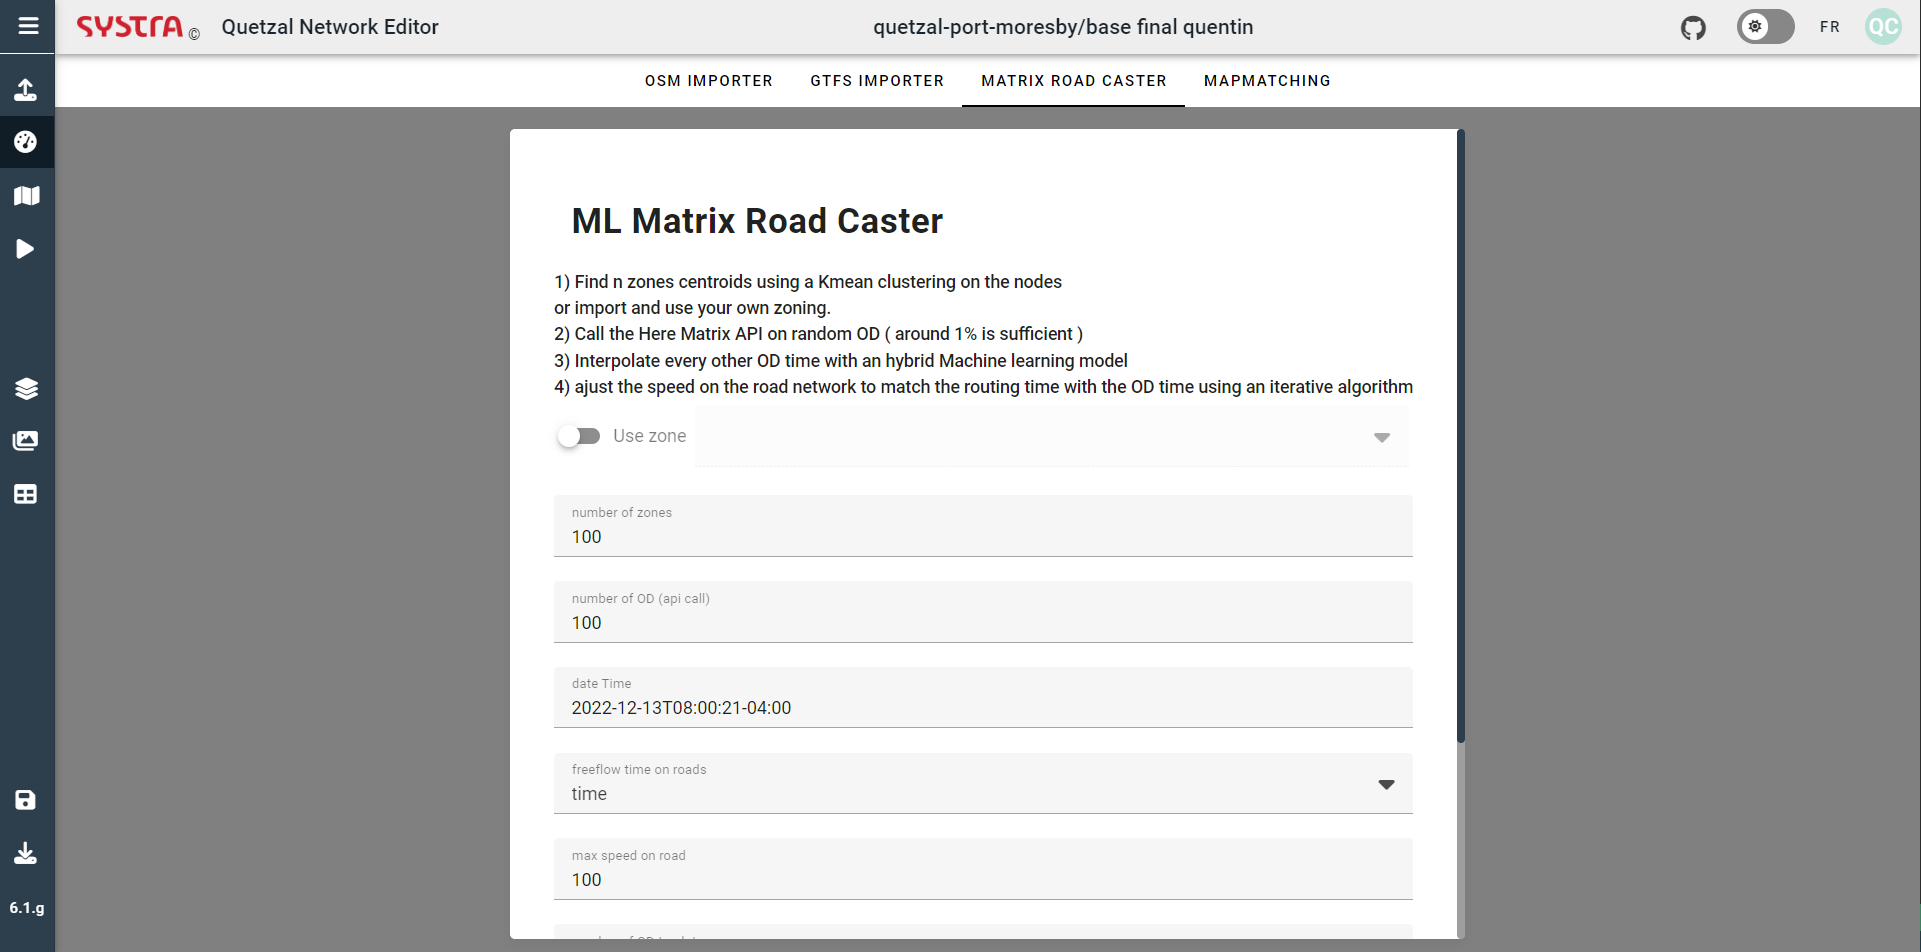 SYSTRA ©
Quetzal Network Editor
quetzal-port-moresby/base final quentin
FR
QC
OSM IMPORTER
GTFS IMPORTER
MATRIX ROAD CASTER
MAPMATCHING
ML Matrix Road Caster
1) Find n zones centroids using a Kmean clustering on the nodes
or import and use your own zoning.
2) Call the Here Matrix API on random OD ( around 1% is sufficient )
3) Interpolate every other OD time with an hybrid Machine learning model
4) ajust the speed on the road network to match the routing time with the OD time using an iterative algorithm
Use zone
number of zones
100
number of OD (api call)
100
date Time
2022-12-13T08:00:21-04:00
freeflow time on roads
time
max speed on road
100
6.1.g